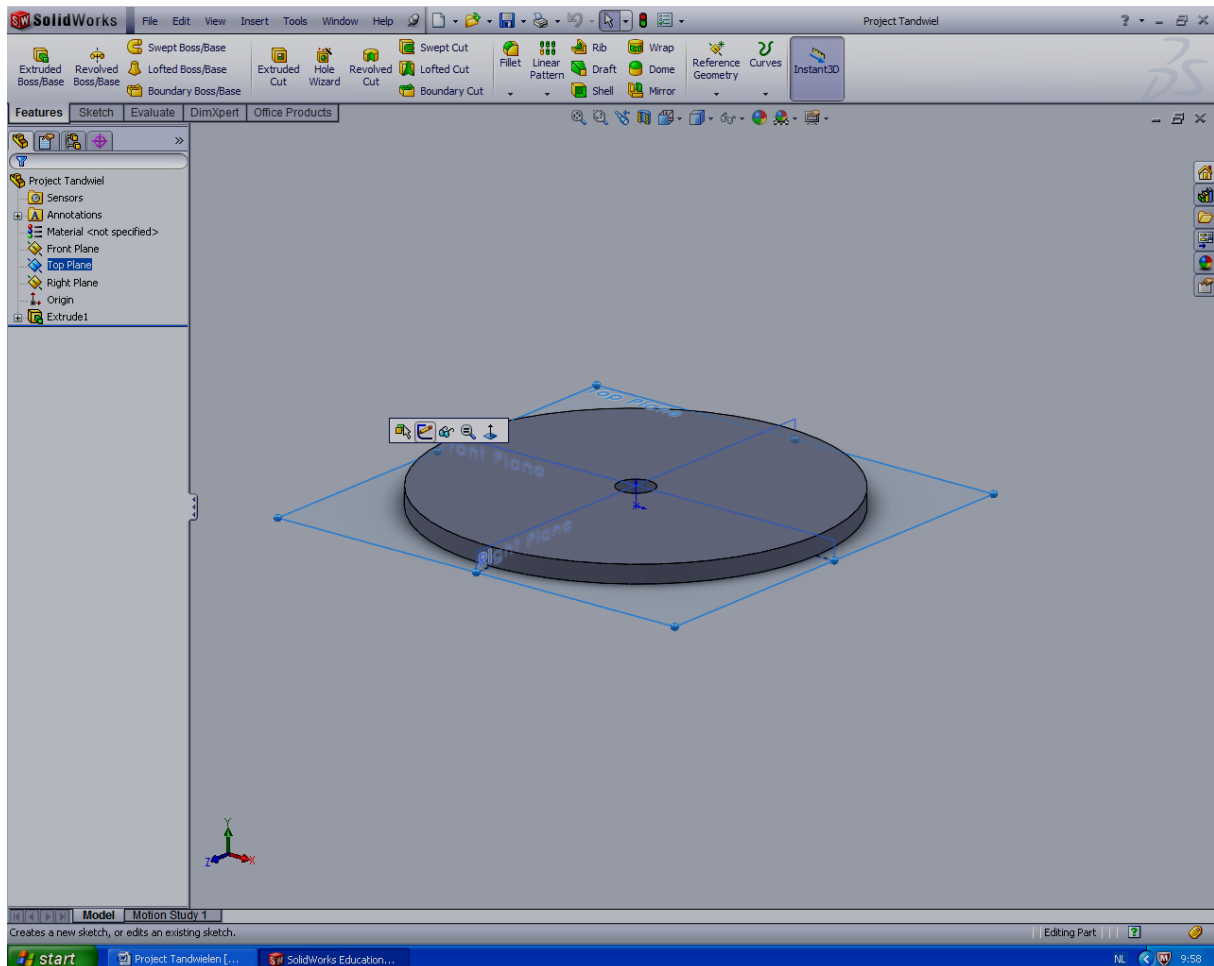 SolidWorks File Edit View Insert Tools Window Help Project Tandwiel
Extruded Boss/Base
Revolved Boss/Base
Swept Boss/Base
Lofted Boss/Base
Boundary Boss/Base
Extruded Cut
Hole Wizard
Revolved Cut
Swept Cut
Lofted Cut
Boundary Cut
Fillet
Linear Pattern
Rib
Draft
Shell
Wrap
Dome
Mirror
Reference Geometry
Curves
Instant3D
Features Sketch Evaluate DimXpert Office Products
Project Tandwiel
Sensors
Annotations
Material <not specified>
Front Plane
Top Plane
Right Plane
Origin
Extrude1
Top Plane
Front Plane
Right Plane
Y
Z
X
Model Motion Study 1
Creates a new sketch, or edits an existing sketch. Editing Part
start Project Tandwielen [... SolidWorks Education... NL 9:58